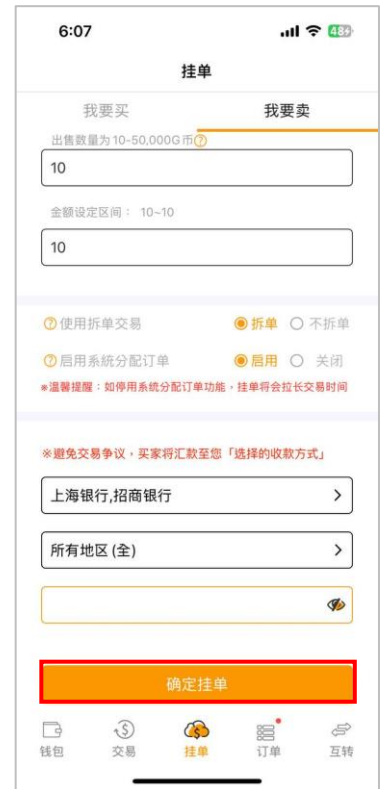 6:07
48
挂单
我要买 我要卖
出售数量为 10-50,000G 币?
10
金额设定区间： 10~10
10
?使用拆单交易 拆单 不拆单
?启用系统分配订单 启用 关闭
*溫馨提醒：如停用系统分配订单功能，挂单将会拉长交易时间
※避免交易争议，买家将汇款至您「选择的收款方式」
上海银行,招商银行 >
所有地区 (全) >
确定挂单
钱包 交易 挂单 订单 互转